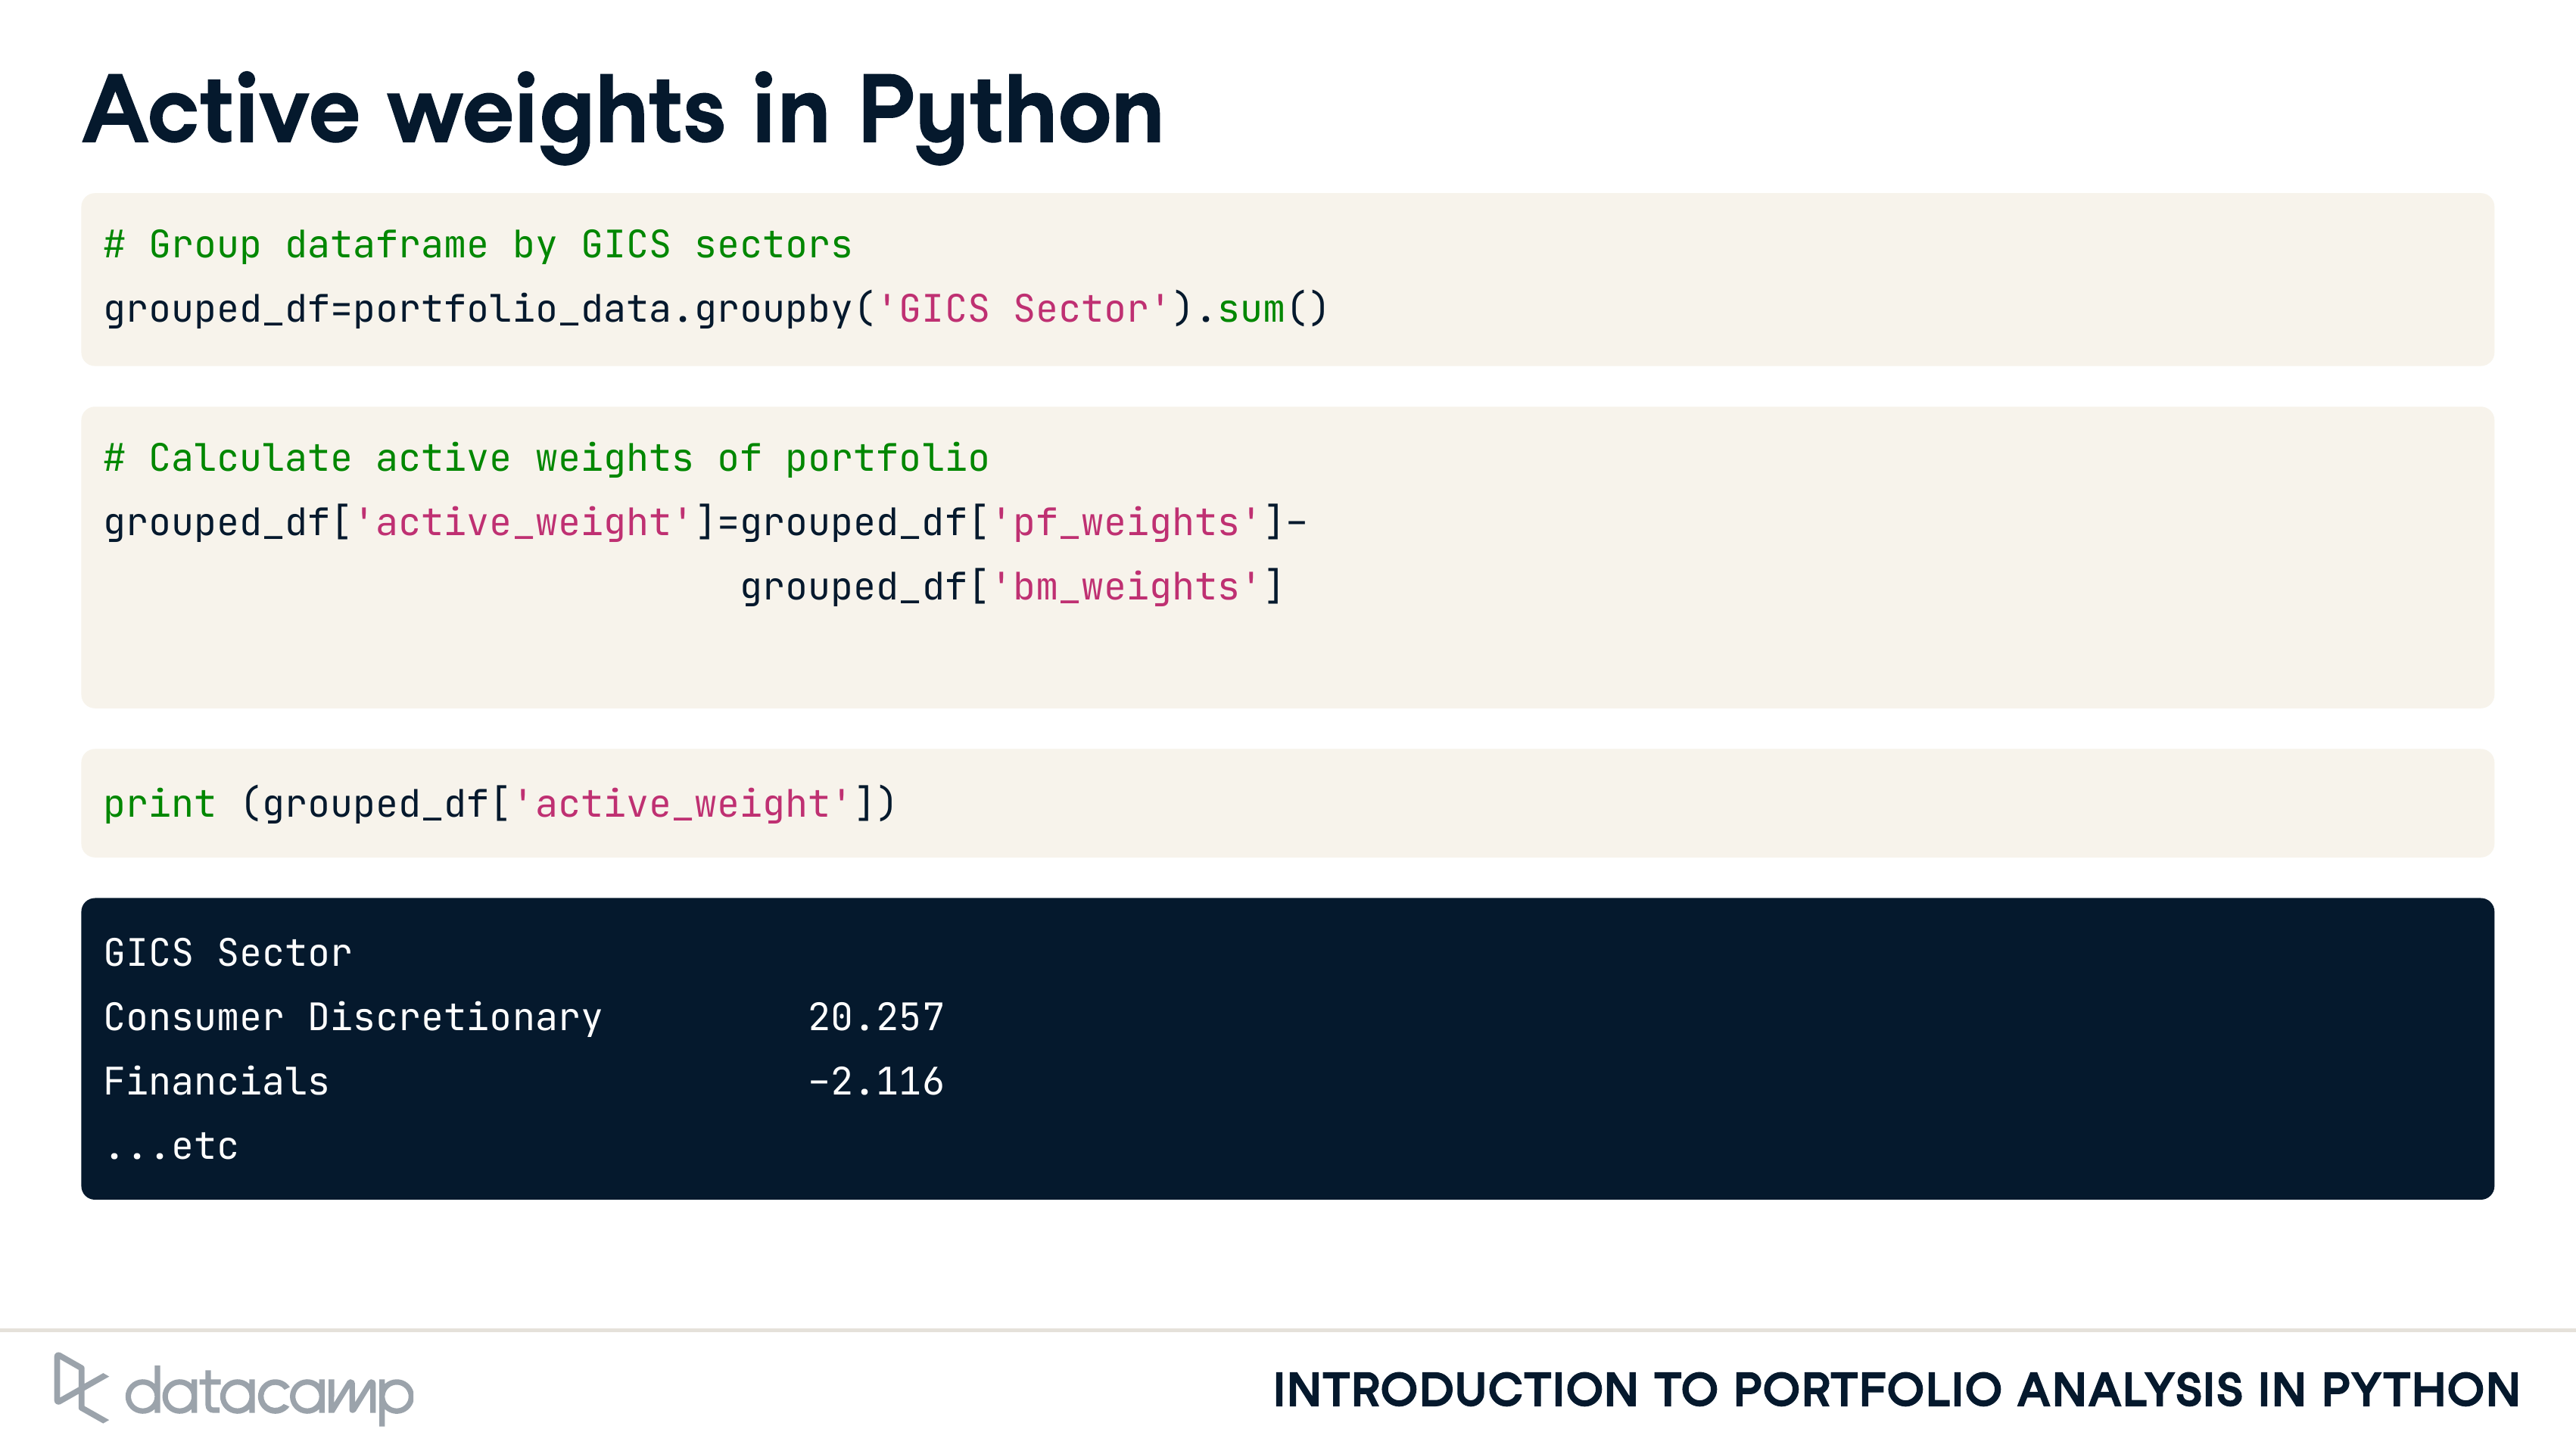 Active weights in Python
# Group dataframe by GICS sectors
grouped_df=portfolio_data.groupby('GICS Sector').sum()
# Calculate active weights of portfolio
grouped_df['active_weight']=grouped_df['pf_weights']-
                            grouped_df['bm_weights']
print (grouped_df['active_weight'])
GICS Sector
Consumer Discretionary         20.257
Financials                     -2.116
...etc
datacamp
INTRODUCTION TO PORTFOLIO ANALYSIS IN PYTHON